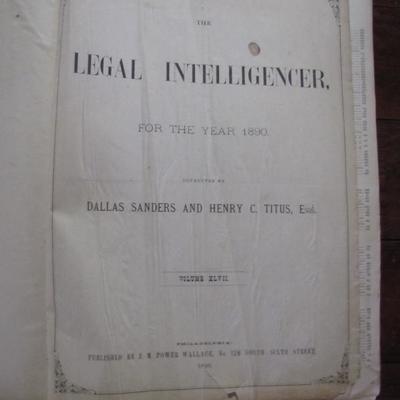 THE
LEGAL INTELLIGENCER,
FOR THE YEAR 1890.
CONDUCTED BY
DALLAS SANDERS AND HENRY C. TITUS, Esqs.
VOLUME XLVII.
PHILADELPHIA:
PUBLISHED BY J. M. POWER WALLACE, No. 128 SOUTH SIXTH STREET.
1890.